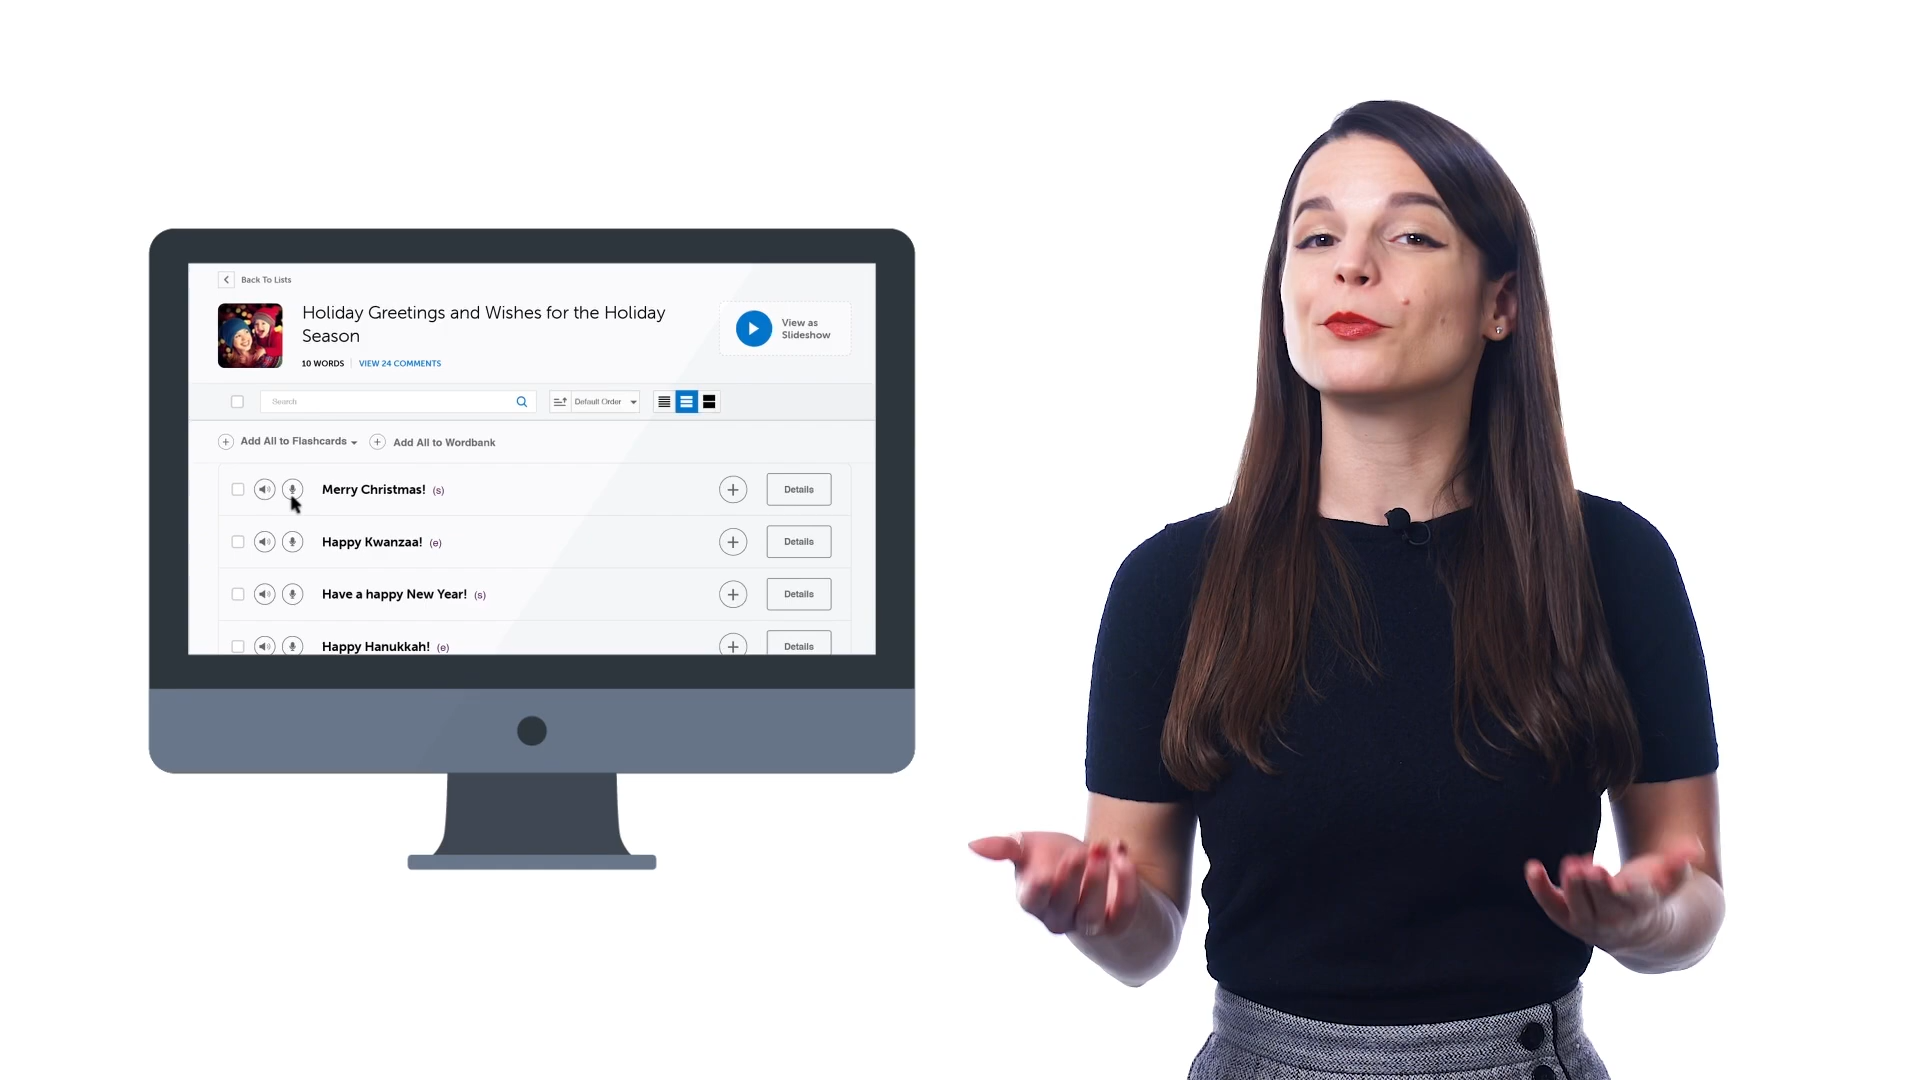 Back To Lists
Holiday Greetings and Wishes for the Holiday
Season
10 WORDS VIEW 24 COMMENTS
View as
Slideshow
Search
Default Order
Add All to Flashcards
Add All to Wordbank
Merry Christmas! (s)
Details
Happy Kwanzaa! (e)
Details
Have a happy New Year! (s)
Details
Happy Hanukkah! (e)
Details